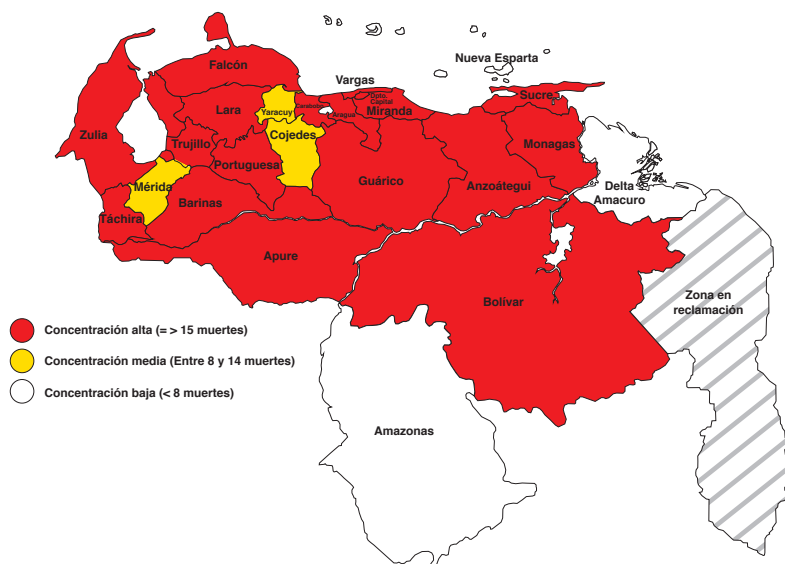 Nueva Esparta
Falcón
Vargas
Sucre
Dpto.
Capital
Lara
Yaracuy
Carabobo
Aragua
Miranda
Zulia
Trujillo
Cojedes
Monagas
Portuguesa
Mérida
Guárico
Anzoátegui
Delta
Amacuro
Barinas
Táchira
Apure
Bolívar
Zona en
reclamación
Concentración alta (= > 15 muertes)
Concentración media (Entre 8 y 14 muertes)
Concentración baja (< 8 muertes)
Amazonas